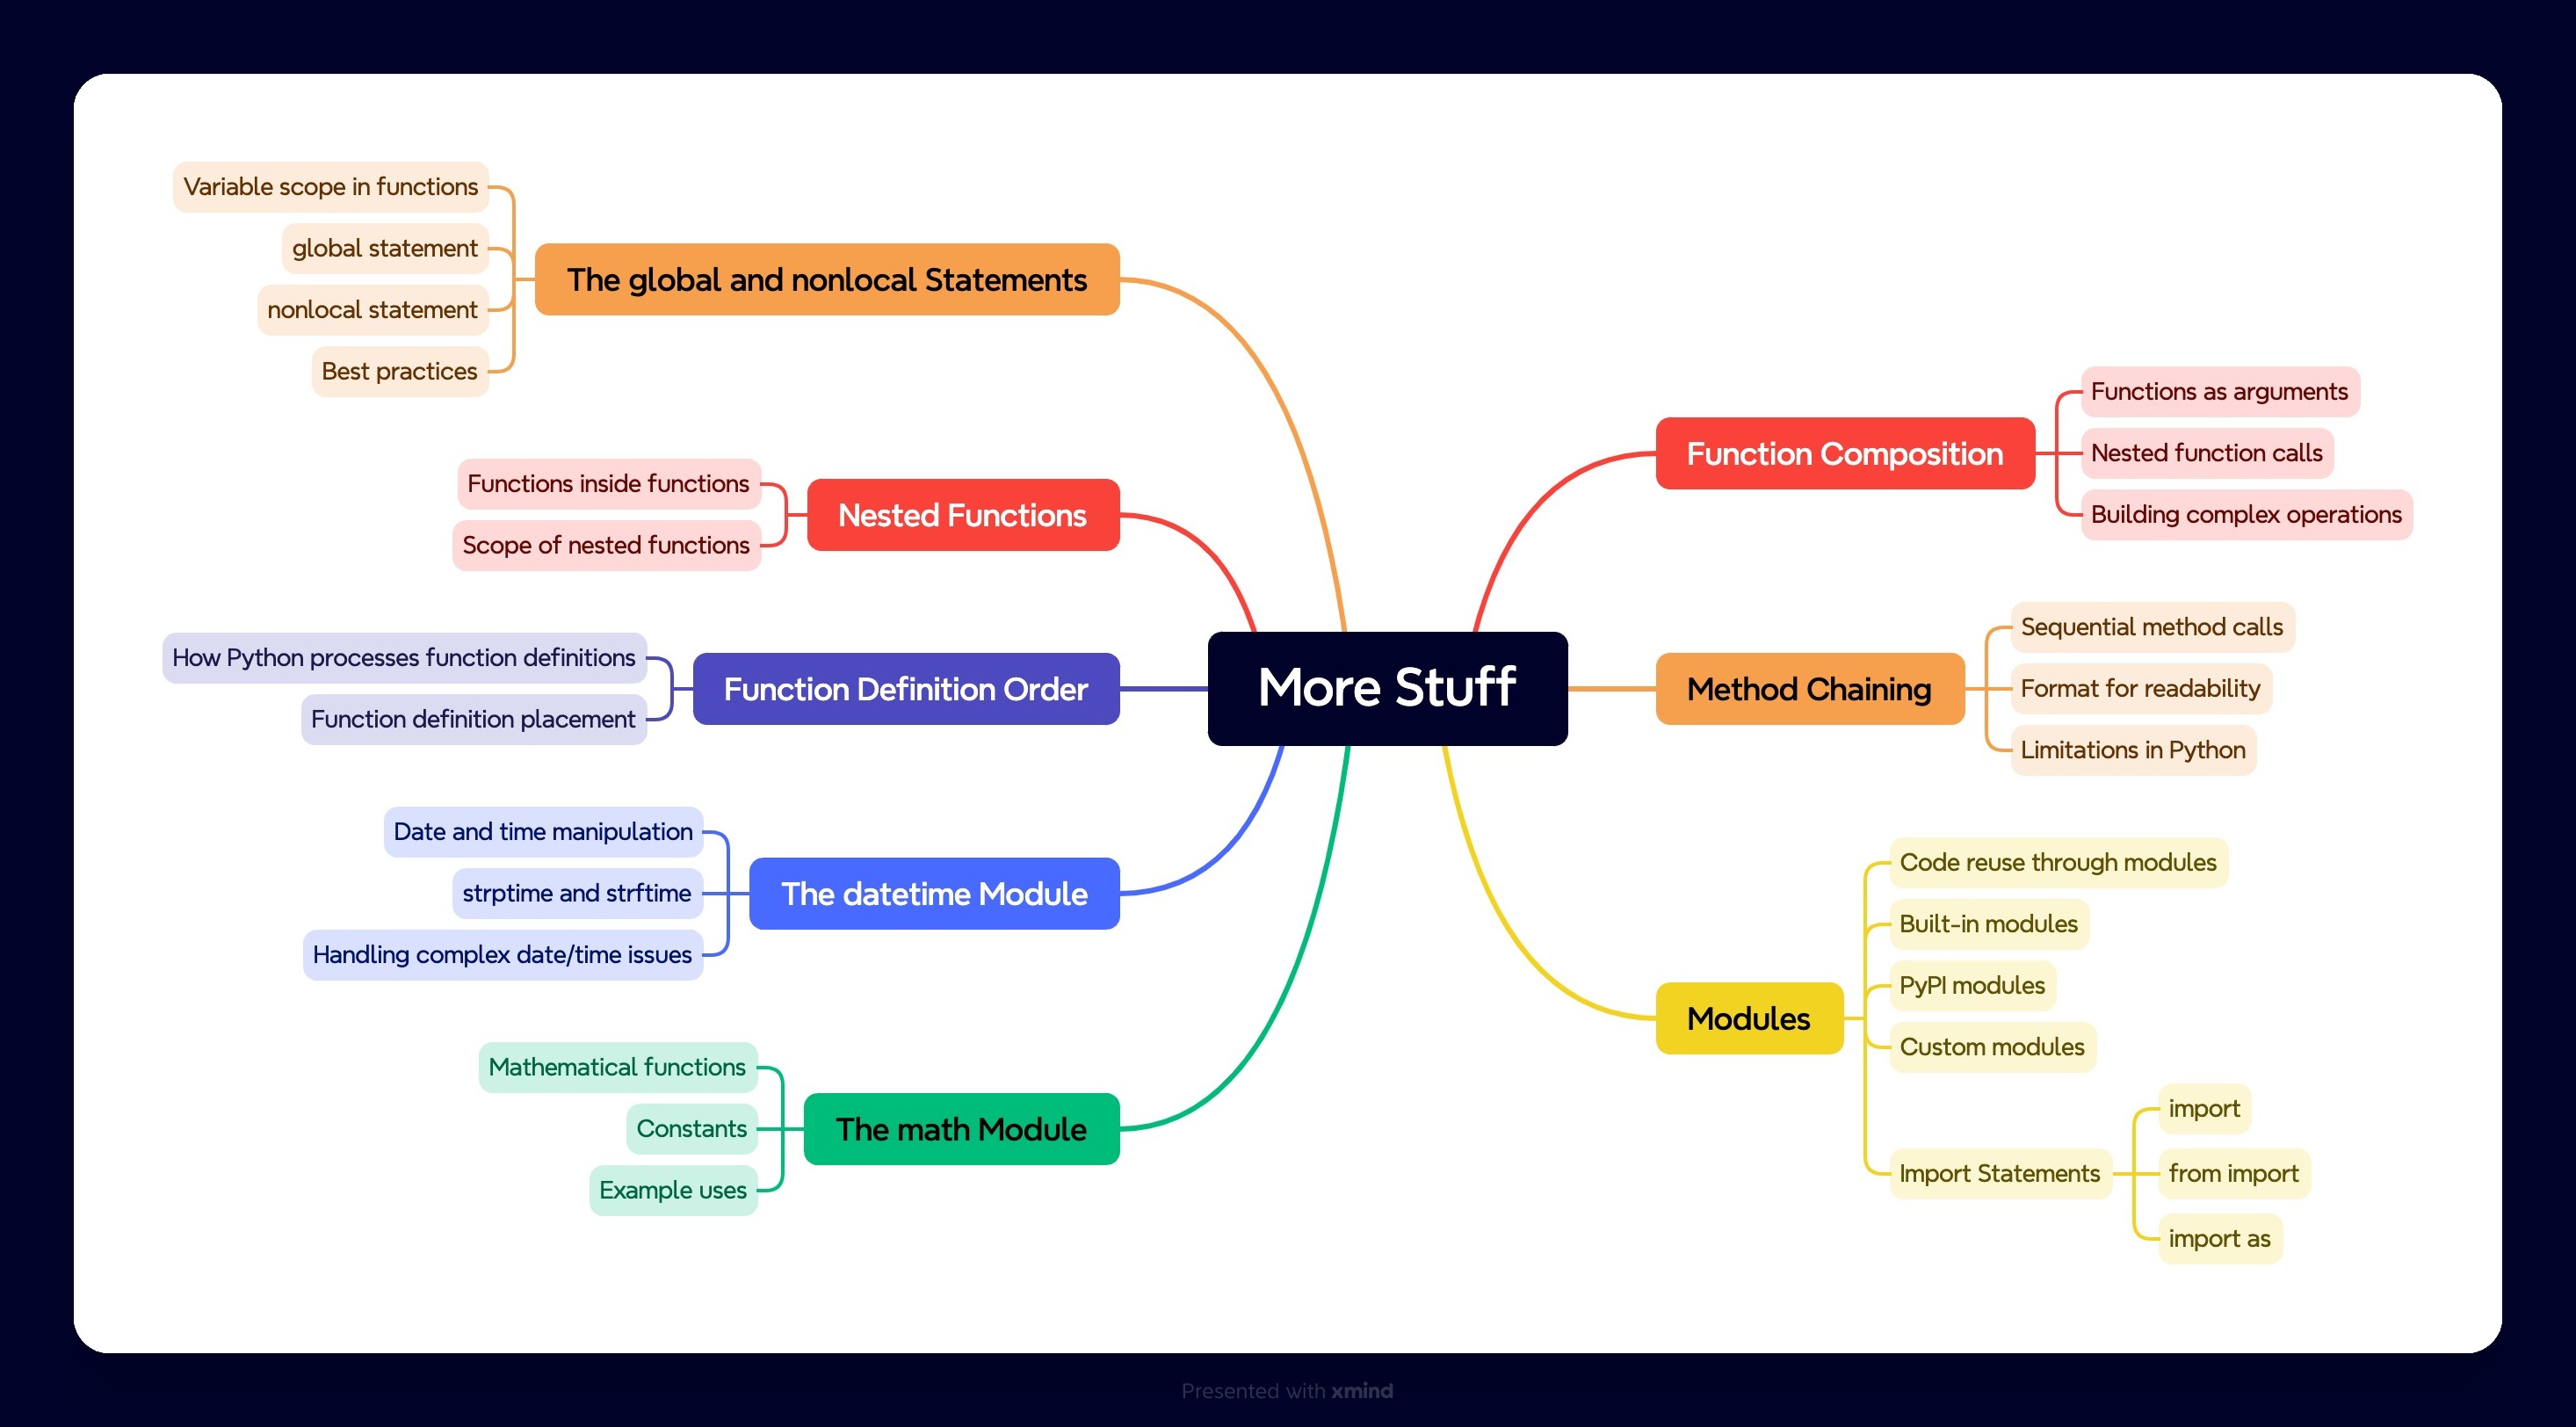 More Stuff
Function Composition
Functions as arguments
Nested function calls
Building complex operations
Method Chaining
Sequential method calls
Format for readability
Limitations in Python
Modules
Code reuse through modules
Built-in modules
PyPI modules
Custom modules
Import Statements
import
from import
import as
The global and nonlocal Statements
Variable scope in functions
global statement
nonlocal statement
Best practices
Nested Functions
Functions inside functions
Scope of nested functions
Function Definition Order
How Python processes function definitions
Function definition placement
The datetime Module
Date and time manipulation
strptime and strftime
Handling complex date/time issues
The math Module
Mathematical functions
Constants
Example uses
Presented with xmind